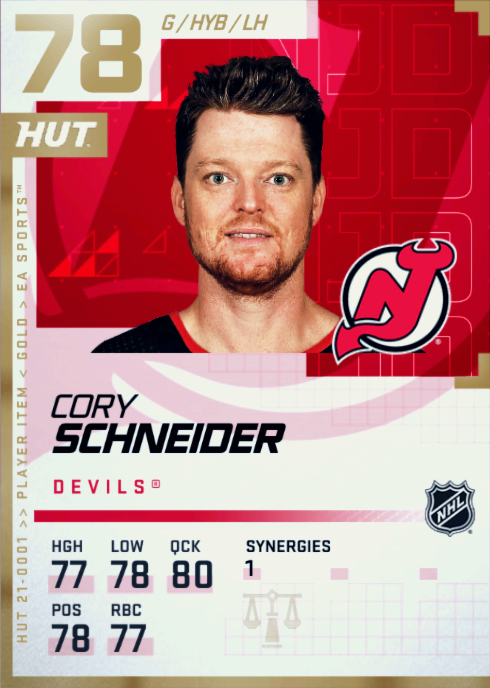 78
G / HYB / LH
HUT
HUT 21-0001 >> PLAYER ITEM < GOLD > EA SPORTS™
CORY
SCHNEIDER
DEVILS®
NHL
HGH LOW QCK SYNERGIES
77 78 80 1
POS RBC
78 77